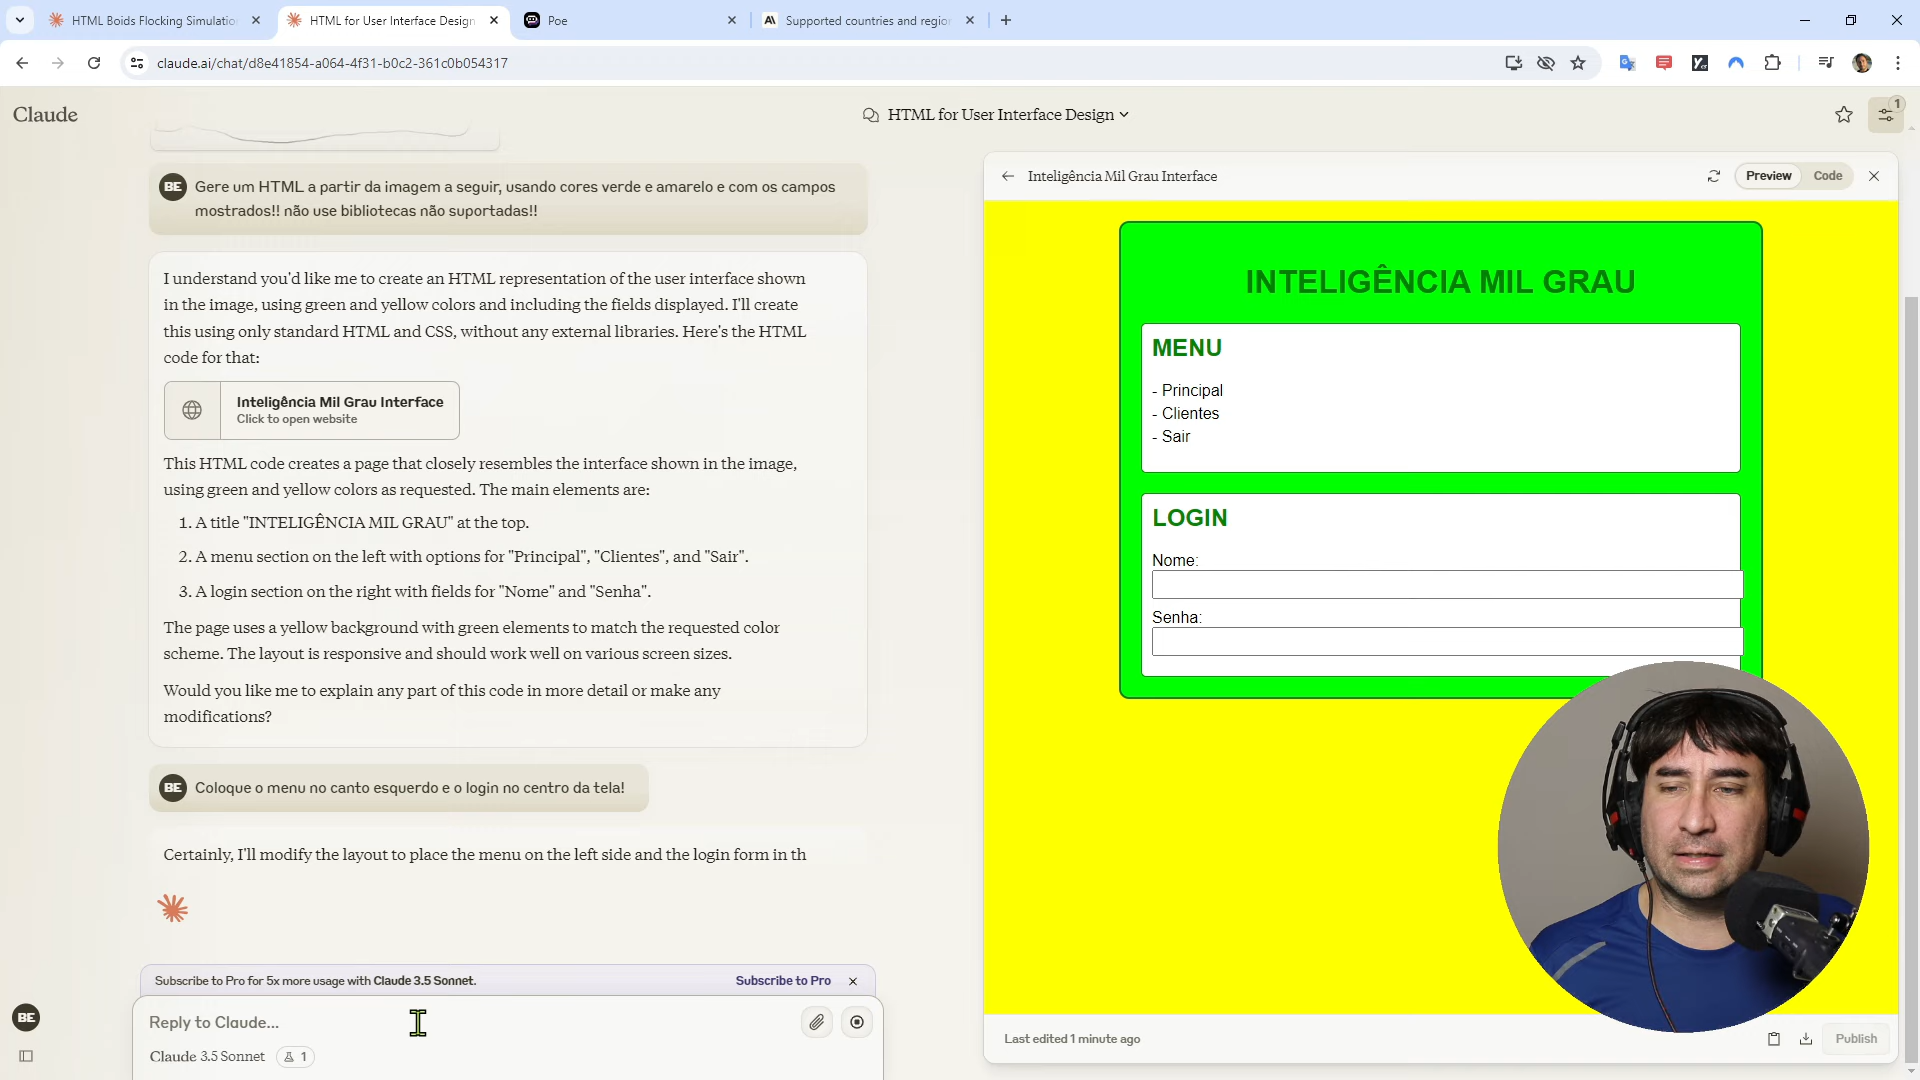 HTML Boids Flocking Simulation
HTML for User Interface Design
Poe
Supported countries and region
claude.ai/chat/d8e41854-a064-4f31-b0c2-361c0b054317
Claude
HTML for User Interface Design
1
BE
Gere um HTML a partir da imagem a seguir, usando cores verde e amarelo e com os campos
mostrados!! não use bibliotecas não suportadas!!
I understand you'd like me to create an HTML representation of the user interface shown
in the image, using green and yellow colors and including the fields displayed. I'll create
this using only standard HTML and CSS, without any external libraries. Here's the HTML
code for that:
Inteligência Mil Grau Interface
Click to open website
This HTML code creates a page that closely resembles the interface shown in the image,
using green and yellow colors as requested. The main elements are:
1. A title "INTELIGÊNCIA MIL GRAU" at the top.
2. A menu section on the left with options for "Principal", "Clientes", and "Sair".
3. A login section on the right with fields for "Nome" and "Senha".
The page uses a yellow background with green elements to match the requested color
scheme. The layout is responsive and should work well on various screen sizes.
Would you like me to explain any part of this code in more detail or make any
modifications?
BE
Coloque o menu no canto esquerdo e o login no centro da tela!
Certainly, I'll modify the layout to place the menu on the left side and the login form in th
Subscribe to Pro for 5x more usage with Claude 3.5 Sonnet.
Subscribe to Pro
BE
Reply to Claude...
Claude 3.5 Sonnet
1
Inteligência Mil Grau Interface
Preview
Code
INTELIGÊNCIA MIL GRAU
MENU
- Principal
- Clientes
- Sair
LOGIN
Nome:
Senha:
Last edited 1 minute ago
Publish